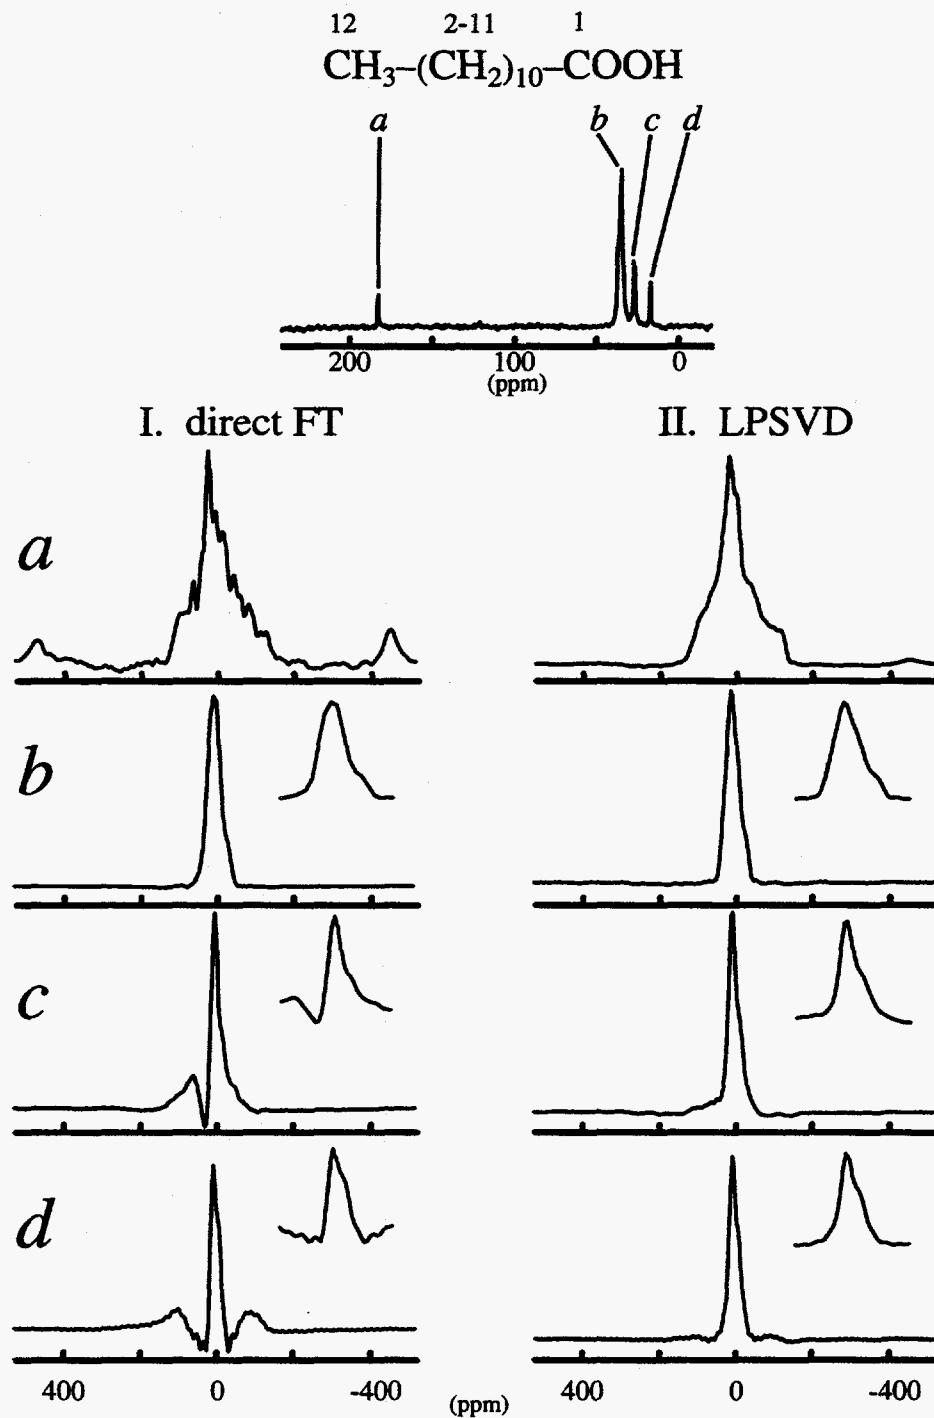 12 2-11 1
CH₃–(CH₂)₁₀–COOH
a b c d
200 100 0
(ppm)
I. direct FT II. LPSVD
a
b
c
d
400 0 -400 400 0 -400
(ppm)